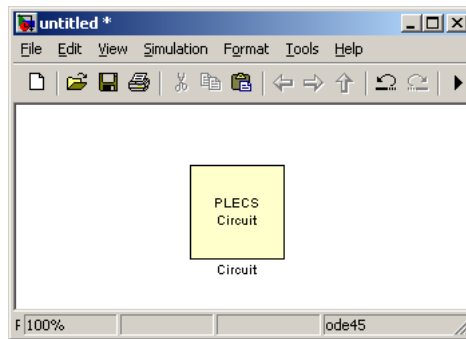 untitled *
File Edit View Simulation Format Tools Help
PLECS
Circuit
Circuit
F 100% ode45